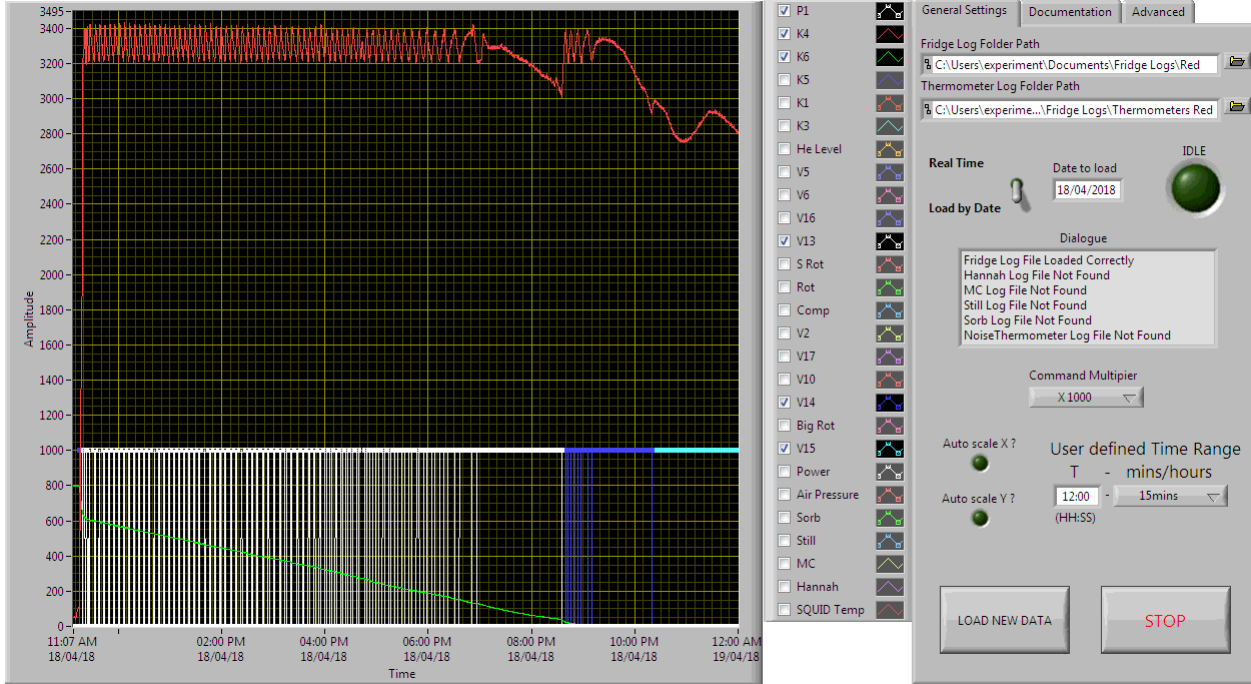 3495
3400
3200
3000
2800
2600
2400
2200
2000
1800
1600
1400
1200
1000
800
600
400
200
0
Amplitude
11:07 AM 02:00 PM 04:00 PM 06:00 PM 08:00 PM 10:00 PM 12:00 AM
18/04/18 18/04/18 18/04/18 18/04/18 18/04/18 18/04/18 19/04/18
Time
P1
K4
K6
K5
K1
K3
He Level
V5
V6
V16
V13
S Rot
Rot
Comp
V2
V17
V10
V14
Big Rot
V15
Power
Air Pressure
Sorb
Still
MC
Hannah
SQUID Temp
General Settings Documentation Advanced
Fridge Log Folder Path
C:\Users\experiment\Documents\Fridge Logs\Red
Thermometer Log Folder Path
C:\Users\experime...\Fridge Logs\Thermometers Red
IDLE
Real Time
Date to load
18/04/2018
Load by Date
Dialogue
Fridge Log File Loaded Correctly
Hannah Log File Not Found
MC Log File Not Found
Still Log File Not Found
Sorb Log File Not Found
NoiseThermometer Log File Not Found
Command Multipier
X 1000
Auto scale X ?
User defined Time Range
T - mins/hours
Auto scale Y ?
12:00 - 15mins
(HH:SS)
LOAD NEW DATA
STOP